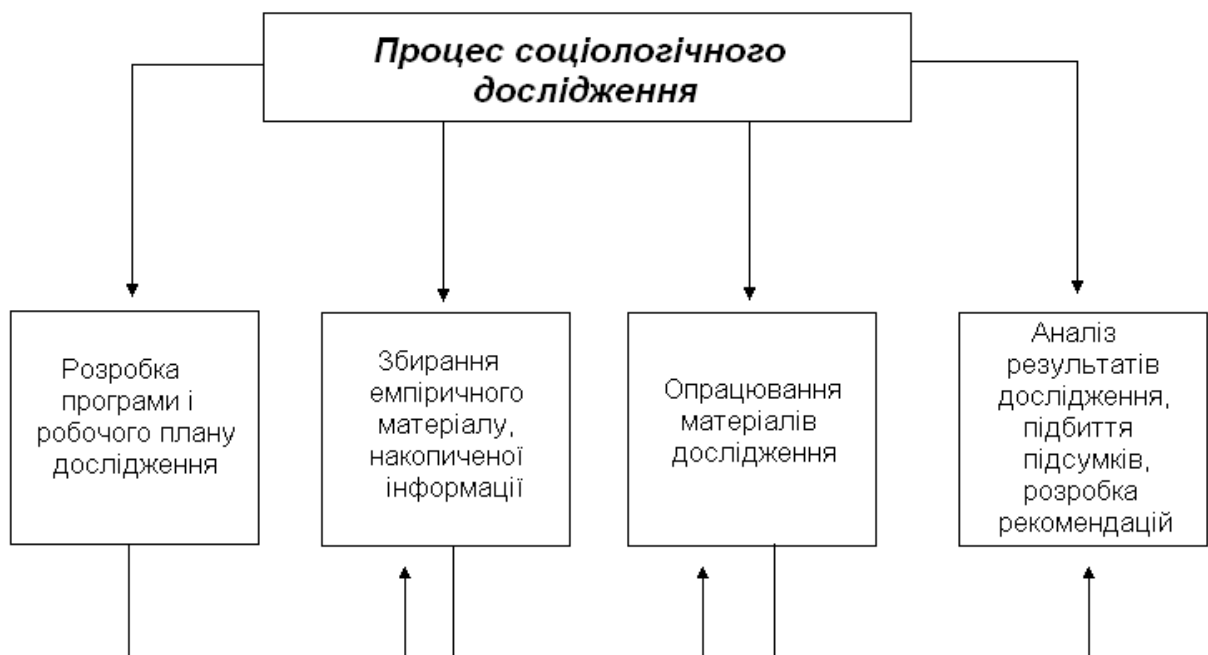 Процес соціологічного
дослідження
Розробка
програми і
робочого плану
дослідження
Збирання
емпіричного
матеріалу,
накопиченої
інформації
Опрацювання
матеріалів
дослідження
Аналіз
результатів
дослідження,
підбиття
підсумків,
розробка
рекомендацій